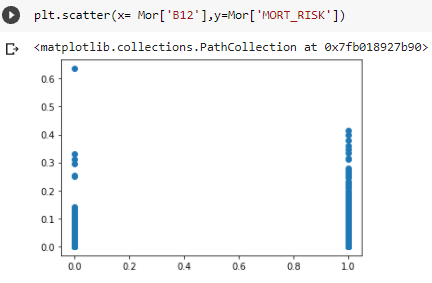 plt.scatter(x= Mor['B12'],y=Mor['MORT_RISK'])
<matplotlib.collections.PathCollection at 0x7fb018927b90>
0.6
0.5
0.4
0.3
0.2
0.1
0.0
0.0 0.2 0.4 0.6 0.8 1.0